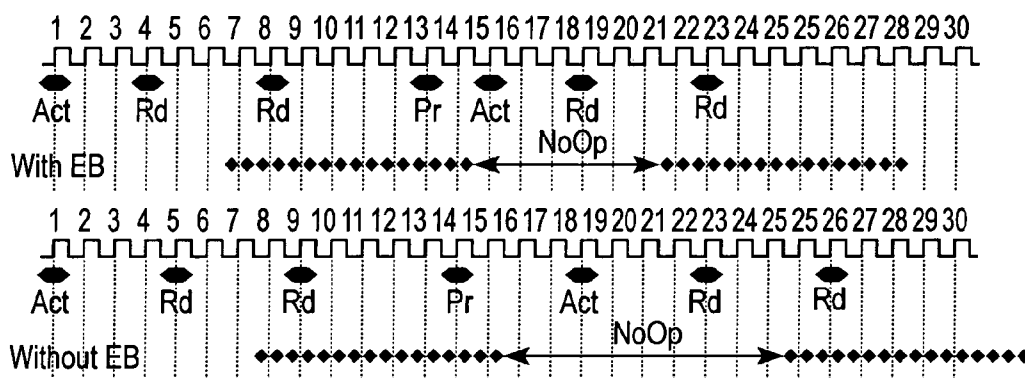 1 2 3 4 5 6 7 8 9 10 11 12 13 14 15 16 17 18 19 20 21 22 23 24 25 25 26 27 28 29 30
Act Rd Rd Pr Act Rd Rd
NoOp
With EB
1 2 3 4 5 6 7 8 9 10 11 12 13 14 15 16 17 18 19 20 21 22 23 24 25 25 26 27 28 29 30
Act Rd Rd Pr Act Rd Rd
NoOp
Without EB